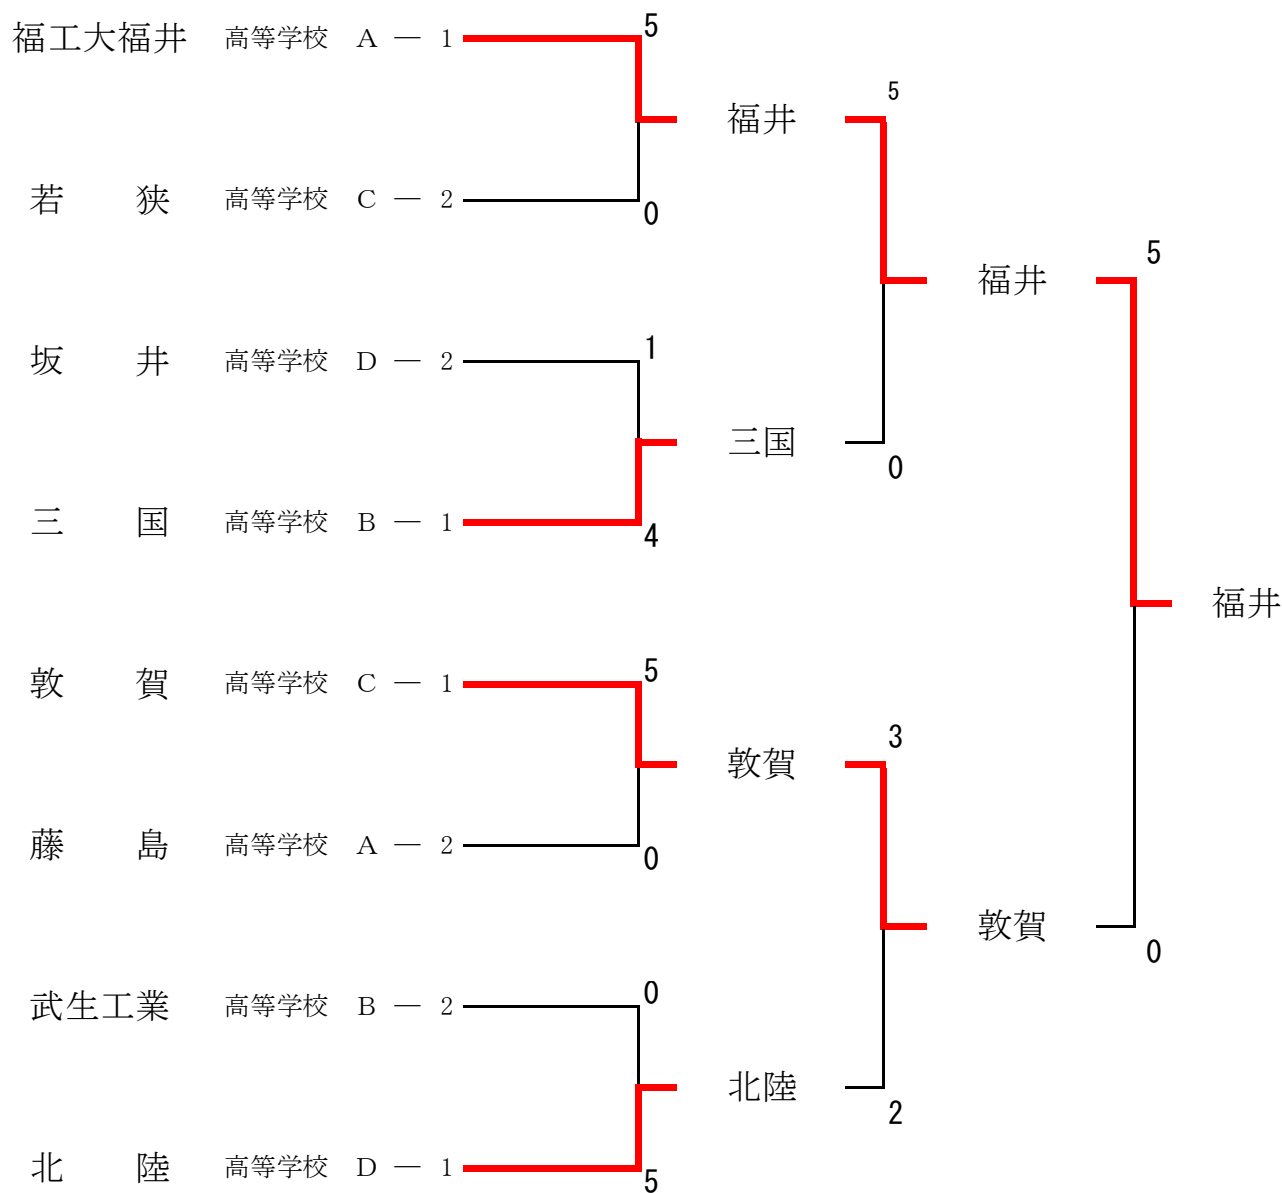 福工大福井 高等学校 A ― 1 5
福井 5
若 狭 高等学校 C ― 2 0
福井 5
坂 井 高等学校 D ― 2 1
三国 0
三 国 高等学校 B ― 1 4
福井
敦 賀 高等学校 C ― 1 5
敦賀 3
藤 島 高等学校 A ― 2 0
敦賀 0
武生工業 高等学校 B ― 2 0
北陸 2
北 陸 高等学校 D ― 1 5